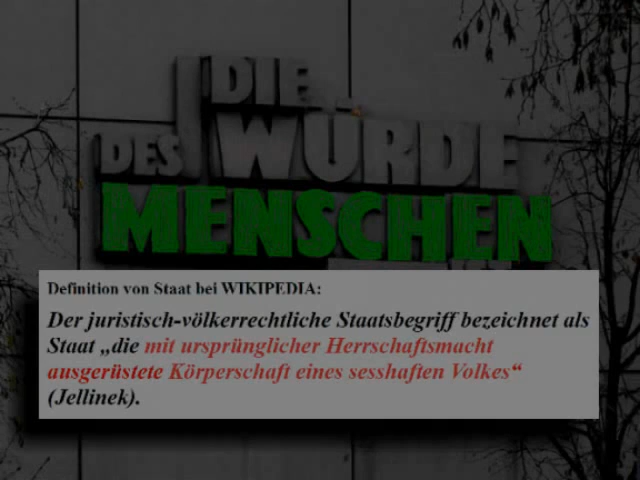 DIE
DES WÜRDE
MENSCHEN
Definition von Staat bei WIKIPEDIA:
Der juristisch-völkerrechtliche Staatsbegriff bezeichnet als
Staat „die mit ursprünglicher Herrschaftsmacht
ausgerüstete Körperschaft eines sesshaften Volkes“
(Jellinek).